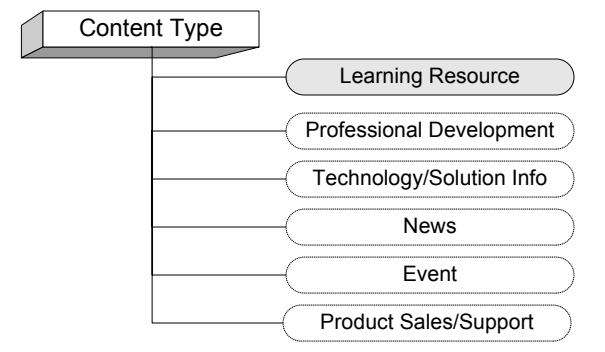 Content Type
Learning Resource
Professional Development
Technology/Solution Info
News
Event
Product Sales/Support